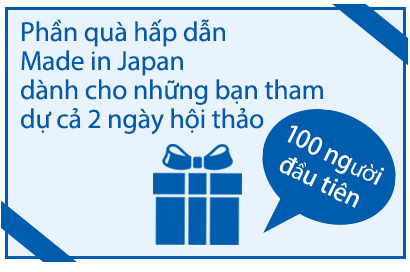 Phần quà hấp dẫn
Made in Japan
dành cho những bạn tham
dự cả 2 ngày hội thảo
100 người
đầu tiên